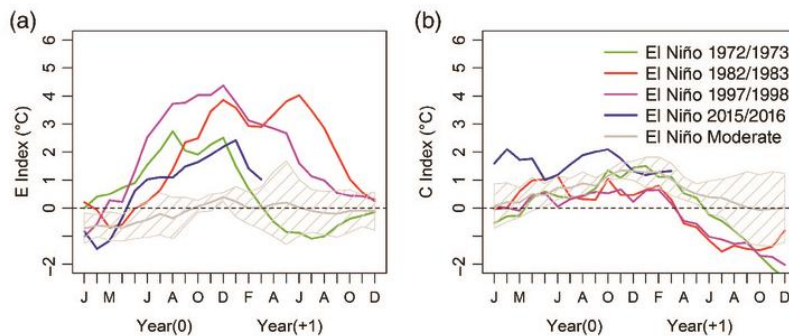 (a)
E Index (°C)
6
5
4
3
2
1
0
−2
J M J A O D F A J A O D
Year(0) Year(+1)
(b)
C Index (°C)
6
5
4
3
2
1
0
−2
El Niño 1972/1973
El Niño 1982/1983
El Niño 1997/1998
El Niño 2015/2016
El Niño Moderate
J M J A O D F A J A O D
Year(0) Year(+1)